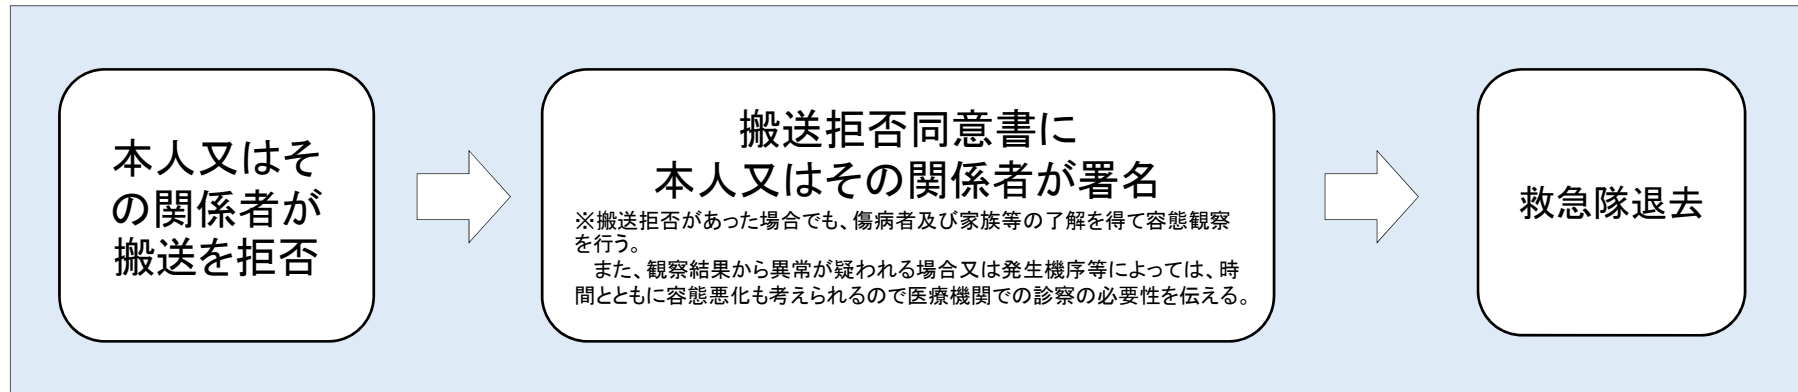 本人又はそ
の関係者が
搬送を拒否
搬送拒否同意書に
本人又はその関係者が署名
※搬送拒否があった場合でも、傷病者及び家族等の了解を得て容態観察
を行う。
　また、観察結果から異常が疑われる場合又は発生機序等によっては、時
間とともに容態悪化も考えられるので医療機関での診察の必要性を伝える。
救急隊退去